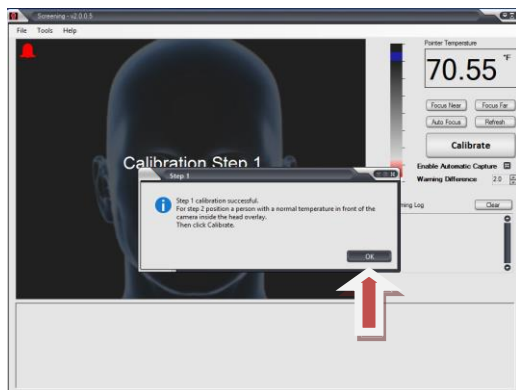 Screening - v2.0.0.5
File Tools Help
Pointer Temperature
70.55 °F
Focus Near Focus Far
Auto Focus Refresh
Calibrate
Enable Automatic Capture
Warning Difference 2.0
Calibration Step 1
Step 1
Step 1 calibration successful.
For step 2 position a person with a normal temperature in front of the
camera inside the head overlay.
Then click Calibrate.
OK
Log
Clear